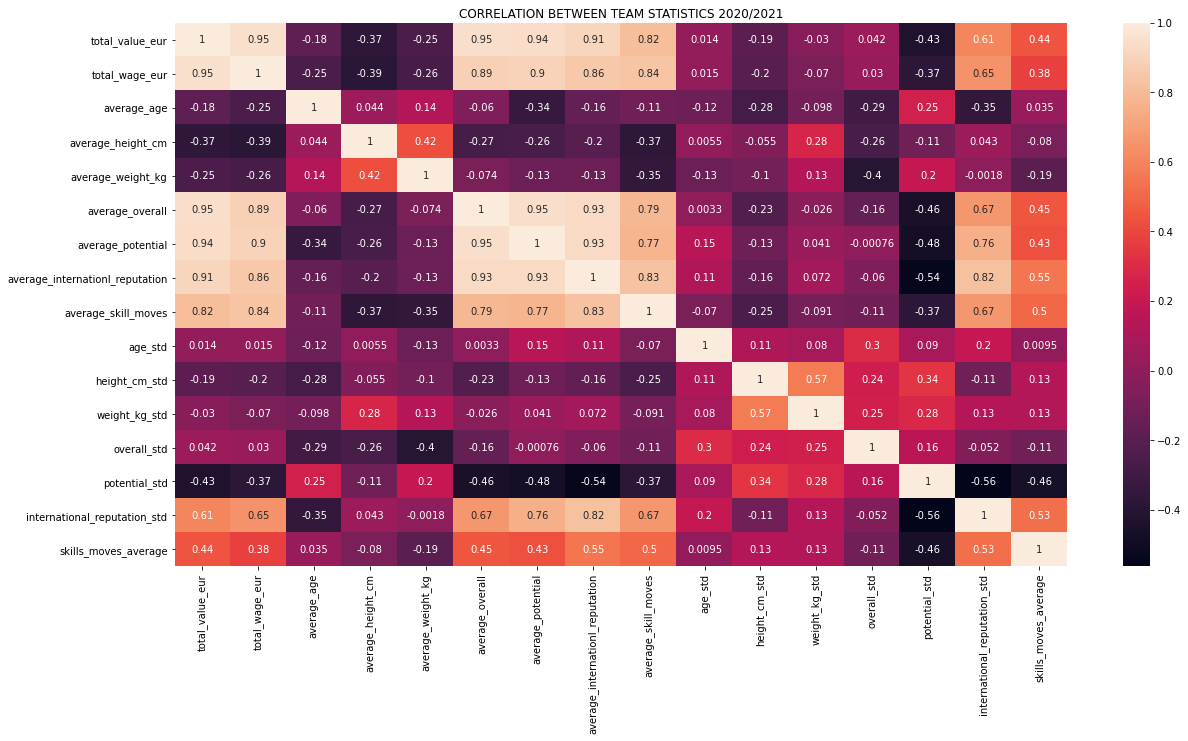 CORRELATION BETWEEN TEAM STATISTICS 2020/2021
total_value_eur 1 0.95 -0.18 -0.37 -0.25 0.95 0.94 0.91 0.82 0.014 -0.19 -0.03 0.042 -0.43 0.61 0.44
total_wage_eur 0.95 1 -0.25 -0.39 -0.26 0.89 0.9 0.86 0.84 0.015 -0.2 -0.07 0.03 -0.37 0.65 0.38
average_age -0.18 -0.25 1 0.044 0.14 -0.06 -0.34 -0.16 -0.11 -0.12 -0.28 -0.098 -0.29 0.25 -0.35 0.035
average_height_cm -0.37 -0.39 0.044 1 0.42 -0.27 -0.26 -0.2 -0.37 0.0055 -0.055 0.28 -0.26 -0.11 0.043 -0.08
average_weight_kg -0.25 -0.26 0.14 0.42 1 -0.074 -0.13 -0.13 -0.35 -0.13 -0.1 0.13 -0.4 0.2 -0.0018 -0.19
average_overall 0.95 0.89 -0.06 -0.27 -0.074 1 0.95 0.93 0.79 0.0033 -0.23 -0.026 -0.16 -0.46 0.67 0.45
average_potential 0.94 0.9 -0.34 -0.26 -0.13 0.95 1 0.93 0.77 0.15 -0.13 0.041 -0.00076 -0.48 0.76 0.43
average_internationl_reputation 0.91 0.86 -0.16 -0.2 -0.13 0.93 0.93 1 0.83 0.11 -0.16 0.072 -0.06 -0.54 0.82 0.55
average_skill_moves 0.82 0.84 -0.11 -0.37 -0.35 0.79 0.77 0.83 1 -0.07 -0.25 -0.091 -0.11 -0.37 0.67 0.5
age_std 0.014 0.015 -0.12 0.0055 -0.13 0.0033 0.15 0.11 -0.07 1 0.11 0.08 0.3 0.09 0.2 0.0095
height_cm_std -0.19 -0.2 -0.28 -0.055 -0.1 -0.23 -0.13 -0.16 -0.25 0.11 1 0.57 0.24 0.34 -0.11 0.13
weight_kg_std -0.03 -0.07 -0.098 0.28 0.13 -0.026 0.041 0.072 -0.091 0.08 0.57 1 0.25 0.28 0.13 0.13
overall_std 0.042 0.03 -0.29 -0.26 -0.4 -0.16 -0.00076 -0.06 -0.11 0.3 0.24 0.25 1 0.16 -0.052 -0.11
potential_std -0.43 -0.37 0.25 -0.11 0.2 -0.46 -0.48 -0.54 -0.37 0.09 0.34 0.28 0.16 1 -0.56 -0.46
international_reputation_std 0.61 0.65 -0.35 0.043 -0.0018 0.67 0.76 0.82 0.67 0.2 -0.11 0.13 -0.052 -0.56 1 0.53
skills_moves_average 0.44 0.38 0.035 -0.08 -0.19 0.45 0.43 0.55 0.5 0.0095 0.13 0.13 -0.11 -0.46 0.53 1
total_value_eur
total_wage_eur
average_age
average_height_cm
average_weight_kg
average_overall
average_potential
average_internationl_reputation
average_skill_moves
age_std
height_cm_std
weight_kg_std
overall_std
potential_std
international_reputation_std
skills_moves_average
1.0
0.8
0.6
0.4
0.2
0.0
−0.2
−0.4